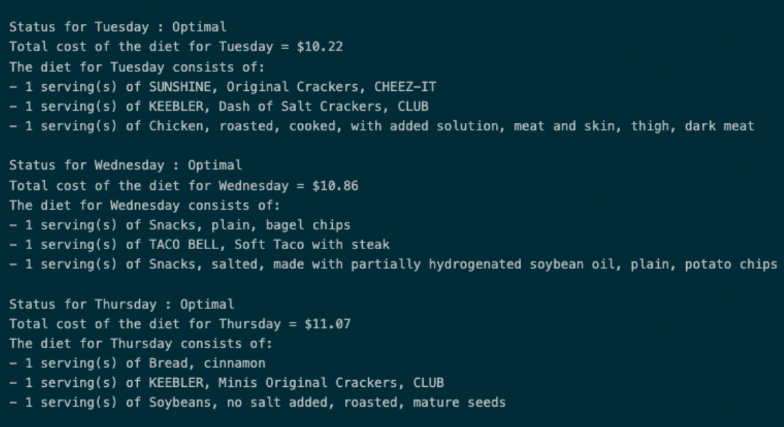 Status for Tuesday : Optimal
Total cost of the diet for Tuesday = $10.22
The diet for Tuesday consists of:
- 1 serving(s) of SUNSHINE, Original Crackers, CHEEZ-IT
- 1 serving(s) of KEEBLER, Dash of Salt Crackers, CLUB
- 1 serving(s) of Chicken, roasted, cooked, with added solution, meat and skin, thigh, dark meat
Status for Wednesday : Optimal
Total cost of the diet for Wednesday = $10.86
The diet for Wednesday consists of:
- 1 serving(s) of Snacks, plain, bagel chips
- 1 serving(s) of TACO BELL, Soft Taco with steak
- 1 serving(s) of Snacks, salted, made with partially hydrogenated soybean oil, plain, potato chips
Status for Thursday : Optimal
Total cost of the diet for Thursday = $11.07
The diet for Thursday consists of:
- 1 serving(s) of Bread, cinnamon
- 1 serving(s) of KEEBLER, Minis Original Crackers, CLUB
- 1 serving(s) of Soybeans, no salt added, roasted, mature seeds